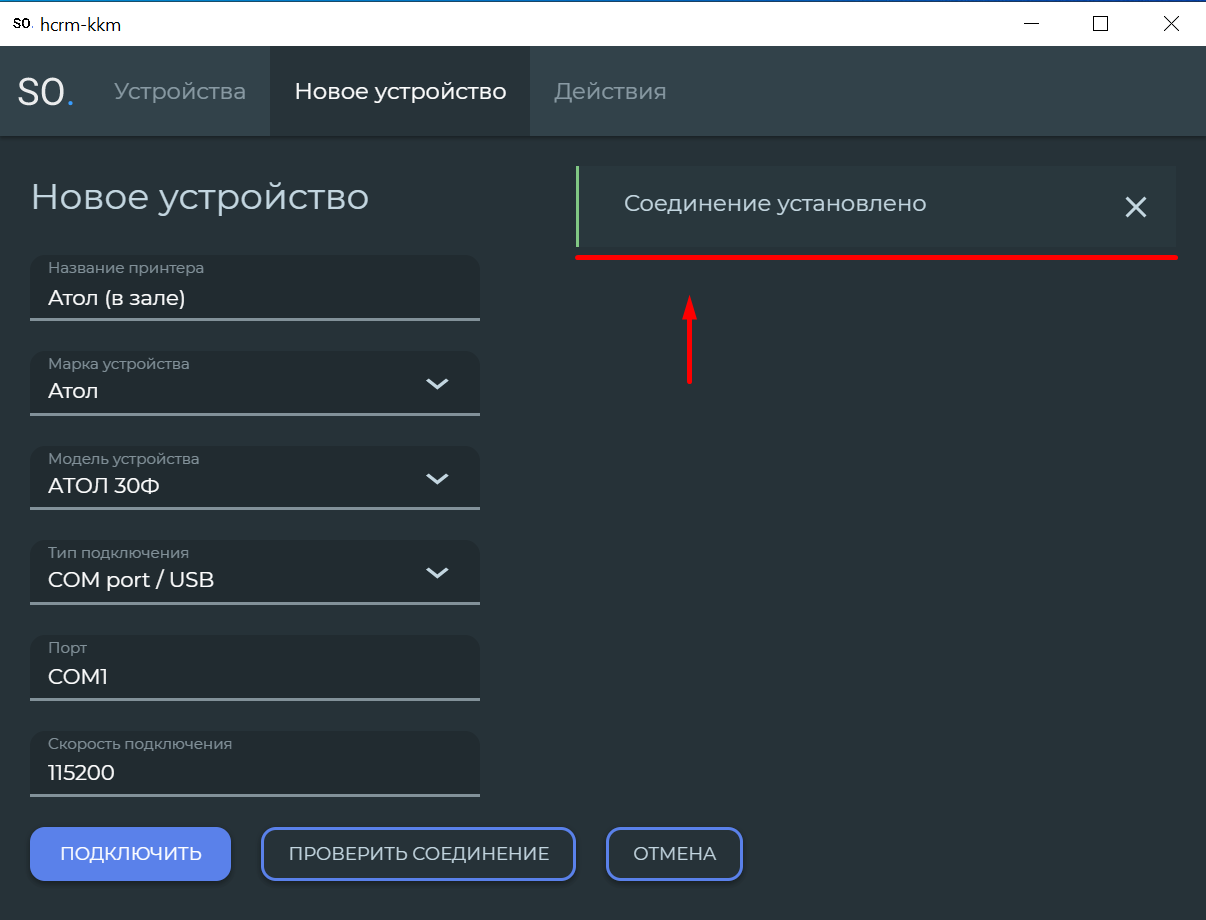 SO. hcrm-kkm
SO. Устройства Новое устройство Действия
Новое устройство
Соединение установлено
Название принтера
Атол (в зале)
Марка устройства
Атол
Модель устройства
АТОЛ 30Ф
Тип подключения
COM port / USB
Порт
COM1
Скорость подключения
115200
ПОДКЛЮЧИТЬ ПРОВЕРИТЬ СОЕДИНЕНИЕ ОТМЕНА